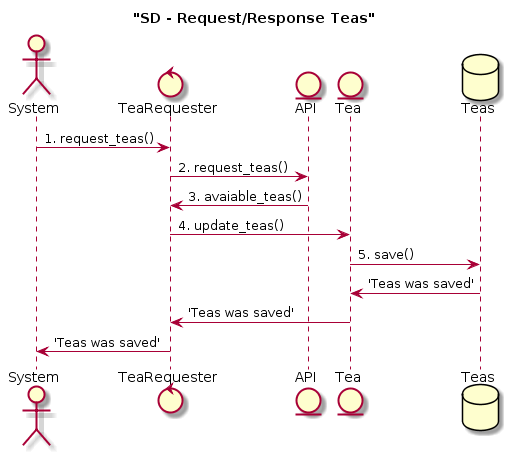 "SD - Request/Response Teas"
System
TeaRequester
API
Tea
Teas
1. request_teas()
2. request_teas()
3. avaiable_teas()
4. update_teas()
5. save()
'Teas was saved'
'Teas was saved'
'Teas was saved'
System
TeaRequester
API
Tea
Teas